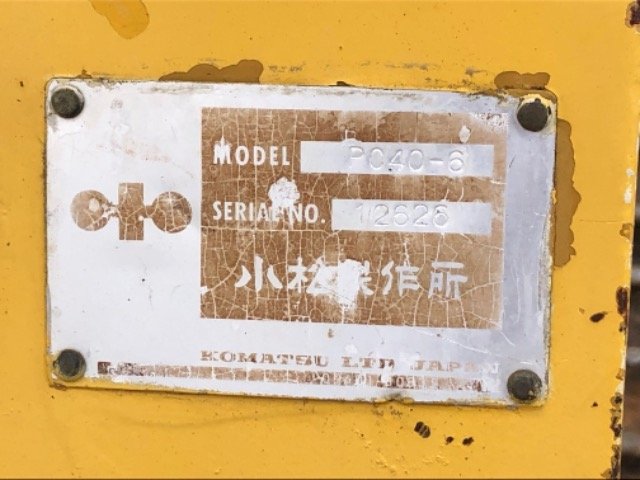 MODEL PC40-6
SERIAL NO. 12626
小松製作所
KOMATSU LTD JAPAN